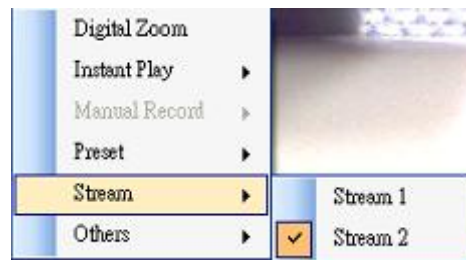 Digital Zoom
Instant Play
Manual Record
Preset
Stream
Others
Stream 1
Stream 2